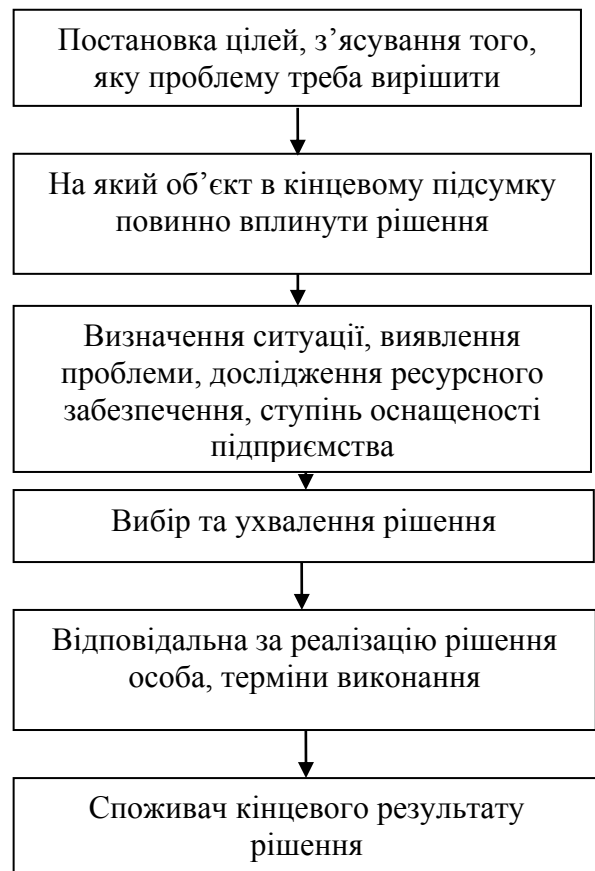 Постановка цілей, з’ясування того,
яку проблему треба вирішити
На який об’єкт в кінцевому підсумку
повинно вплинути рішення
Визначення ситуації, виявлення
проблеми, дослідження ресурсного
забезпечення, ступінь оснащеності
підприємства
Вибір та ухвалення рішення
Відповідальна за реалізацію рішення
особа, терміни виконання
Споживач кінцевого результату
рішення